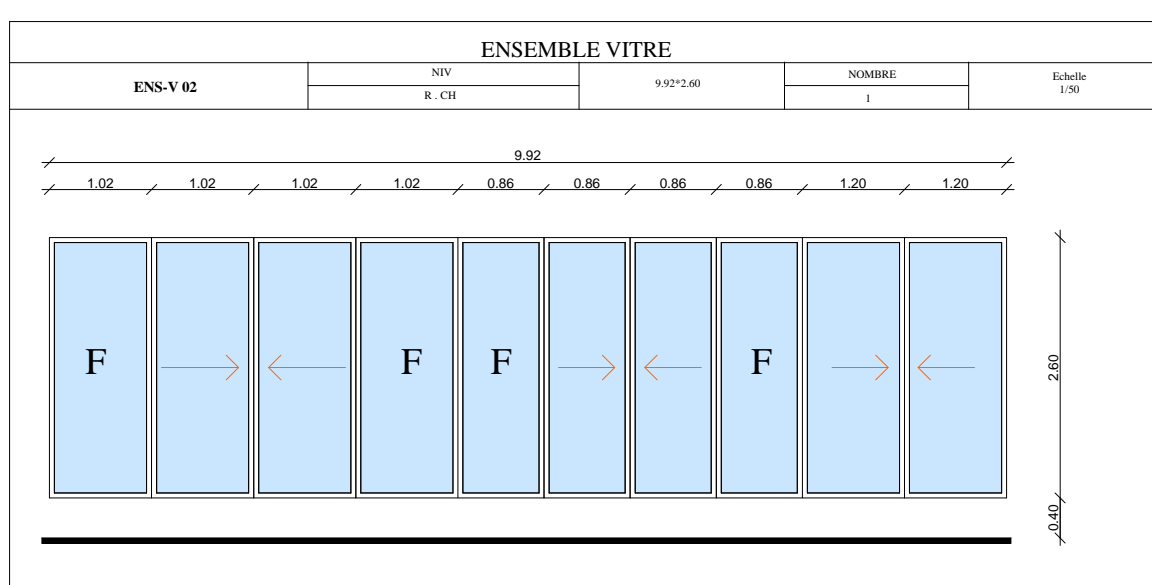 ENSEMBLE VITRE
ENS-V 02
NIV
R . CH
9.92*2.60
NOMBRE
1
Echelle
1/50
9.92
1.02 1.02 1.02 1.02 0.86 0.86 0.86 0.86 1.20 1.20
F F F F
2.60
0.40